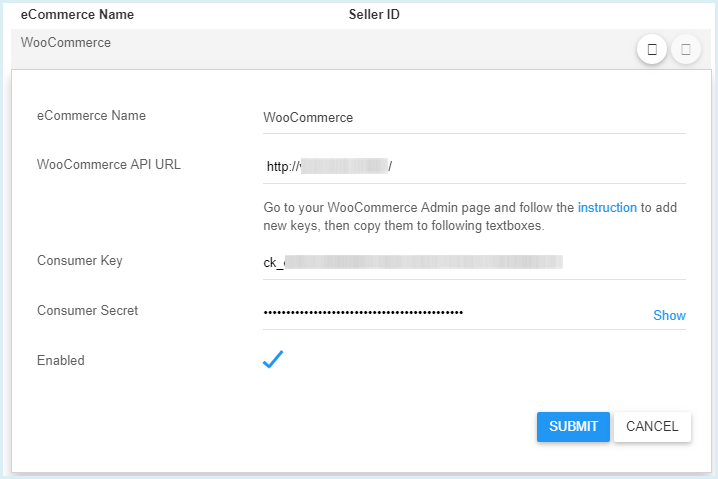 eCommerce Name Seller ID
WooCommerce
eCommerce Name WooCommerce
WooCommerce API URL http:// /
Go to your WooCommerce Admin page and follow the instruction to add
new keys, then copy them to following textboxes.
Consumer Key ck_
Consumer Secret ••••••••••••••••••••••••••••••••••••••••••• Show
Enabled
SUBMIT CANCEL